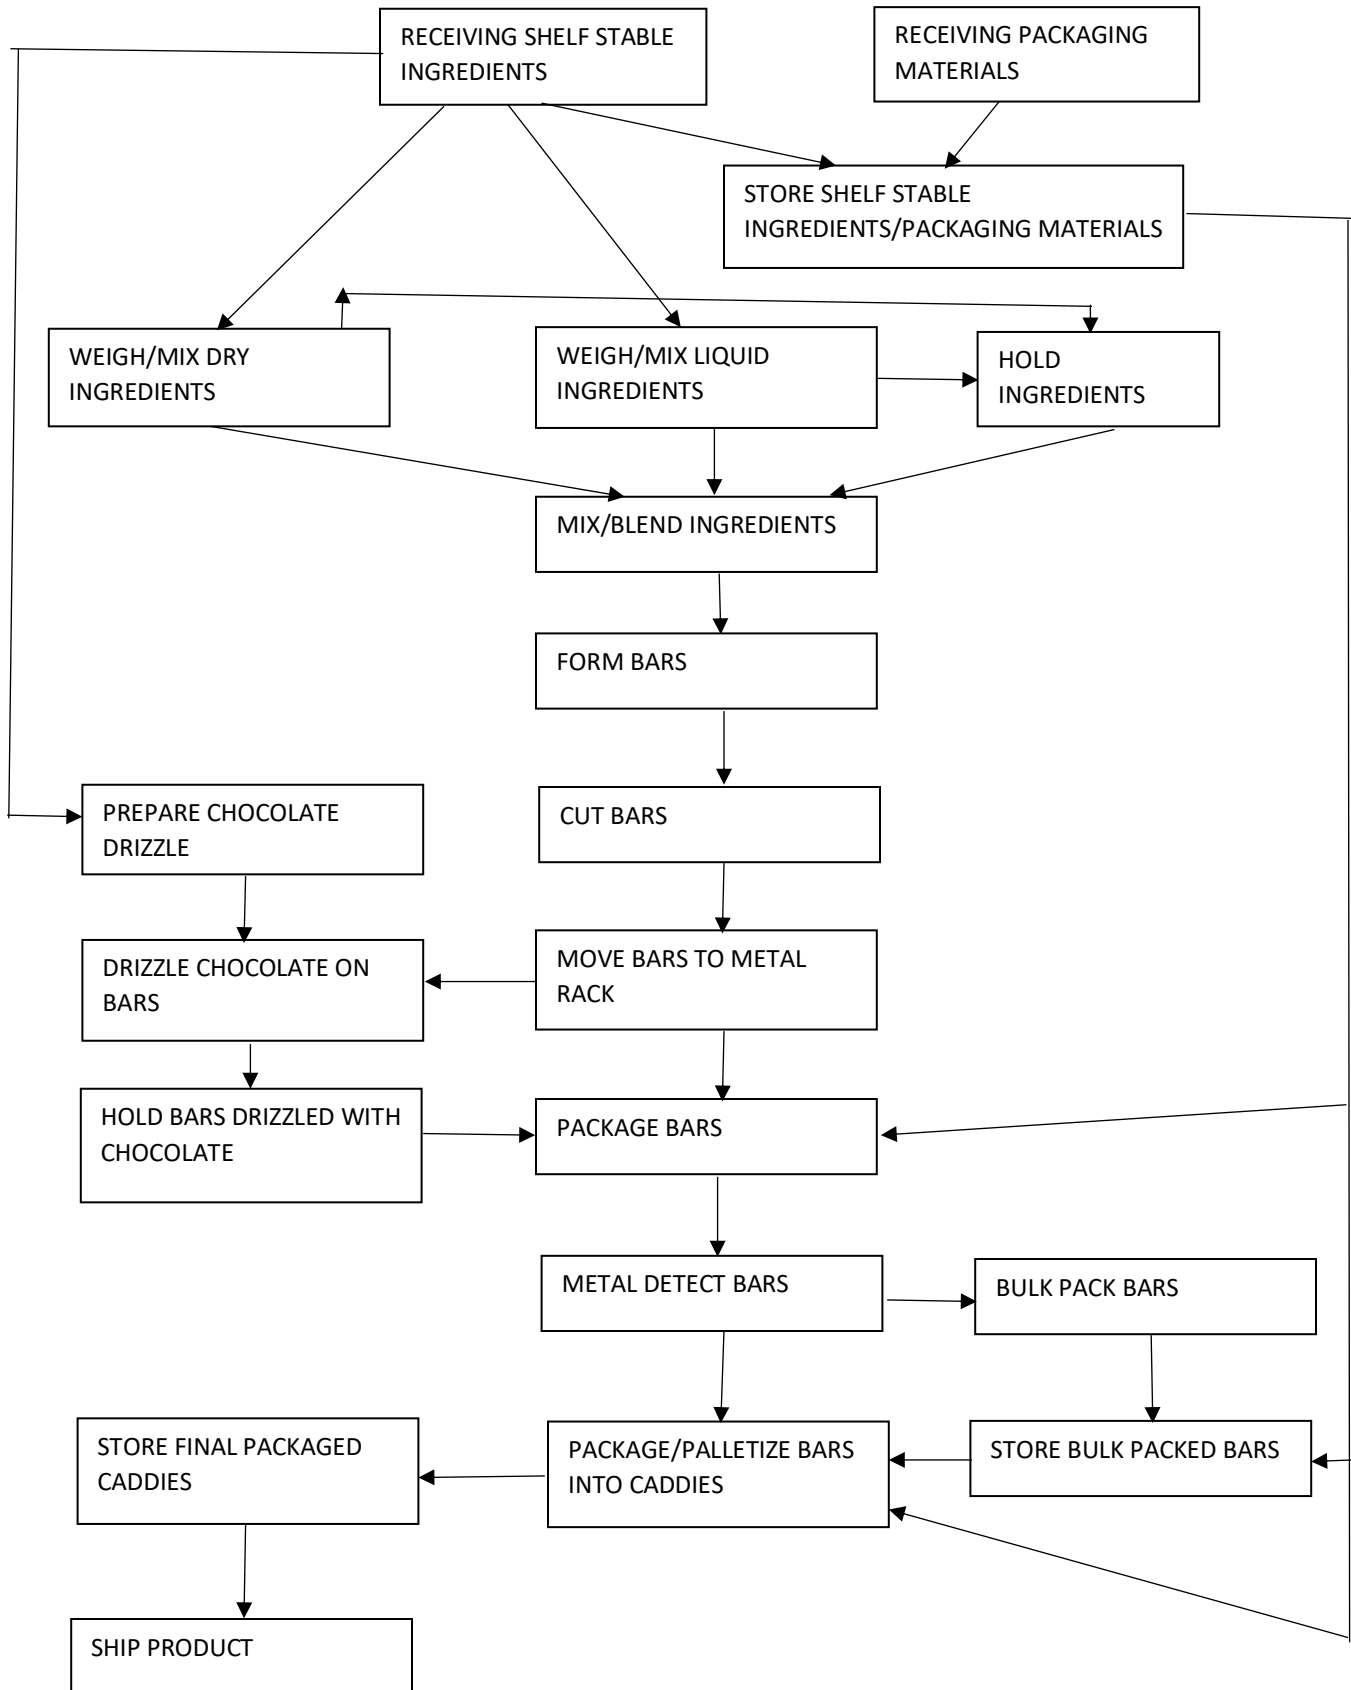 RECEIVING SHELF STABLE
INGREDIENTS
RECEIVING PACKAGING
MATERIALS
STORE SHELF STABLE
INGREDIENTS/PACKAGING MATERIALS
WEIGH/MIX DRY
INGREDIENTS
WEIGH/MIX LIQUID
INGREDIENTS
HOLD
INGREDIENTS
MIX/BLEND INGREDIENTS
FORM BARS
PREPARE CHOCOLATE
DRIZZLE
CUT BARS
DRIZZLE CHOCOLATE ON
BARS
MOVE BARS TO METAL
RACK
HOLD BARS DRIZZLED WITH
CHOCOLATE
PACKAGE BARS
METAL DETECT BARS
BULK PACK BARS
STORE FINAL PACKAGED
CADDIES
PACKAGE/PALLETIZE BARS
INTO CADDIES
STORE BULK PACKED BARS
SHIP PRODUCT